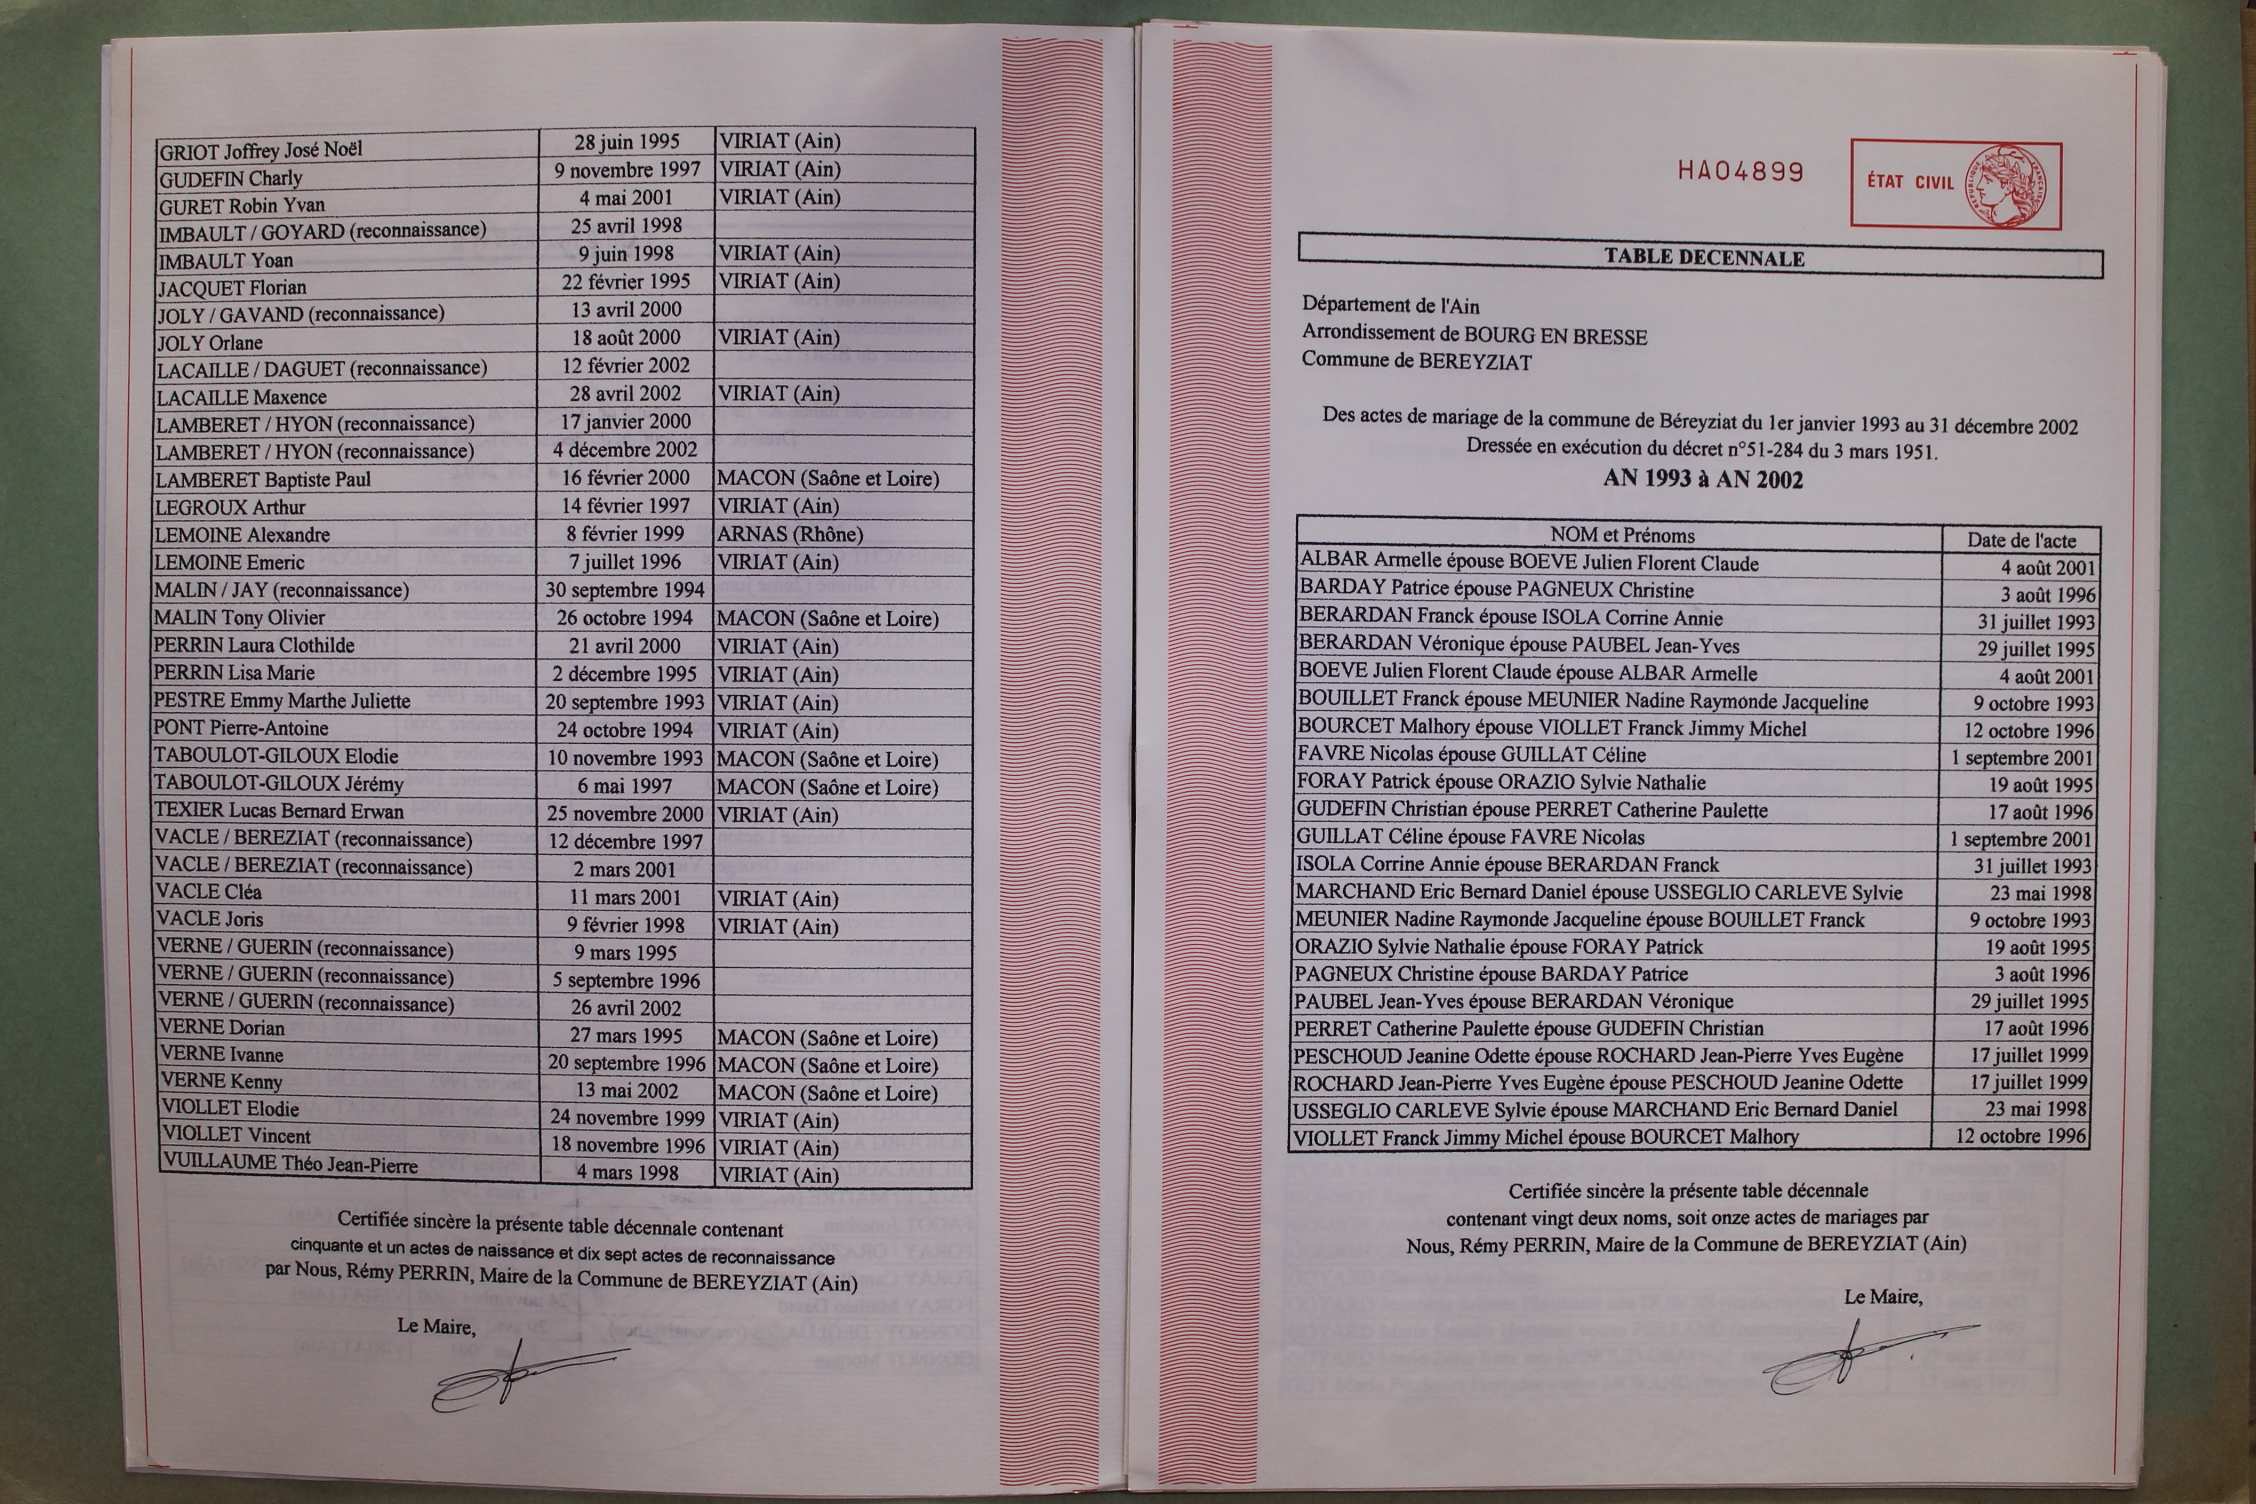 GRIOT Joffrey José Noël 28 juin 1995 VIRIAT (Ain)
GUDEFIN Charly 9 novembre 1997 VIRIAT (Ain)
GURET Robin Yvan 4 mai 2001 VIRIAT (Ain)
IMBAULT / GOYARD (reconnaissance) 25 avril 1998
IMBAULT Yoan 9 juin 1998 VIRIAT (Ain)
JACQUET Florian 22 février 1995 VIRIAT (Ain)
JOLY / GAVAND (reconnaissance) 13 avril 2000
JOLY Orlane 18 août 2000 VIRIAT (Ain)
LACAILLE / DAGUET (reconnaissance) 12 février 2002
LACAILLE Maxence 28 avril 2002 VIRIAT (Ain)
LAMBERET / HYON (reconnaissance) 17 janvier 2000
LAMBERET / HYON (reconnaissance) 4 décembre 2002
LAMBERET Baptiste Paul 16 février 2000 MACON (Saône et Loire)
LEGROUX Arthur 14 février 1997 VIRIAT (Ain)
LEMOINE Alexandre 8 février 1999 ARNAS (Rhône)
LEMOINE Emeric 7 juillet 1996 VIRIAT (Ain)
MALIN / JAY (reconnaissance) 30 septembre 1994
MALIN Tony Olivier 26 octobre 1994 MACON (Saône et Loire)
PERRIN Laura Clothilde 21 avril 2000 VIRIAT (Ain)
PERRIN Lisa Marie 2 décembre 1995 VIRIAT (Ain)
PESTRE Emmy Marthe Juliette 20 septembre 1993 VIRIAT (Ain)
PONT Pierre-Antoine 24 octobre 1994 VIRIAT (Ain)
TABOULOT-GILOUX Elodie 10 novembre 1993 MACON (Saône et Loire)
TABOULOT-GILOUX Jérémy 6 mai 1997 MACON (Saône et Loire)
TEXIER Lucas Bernard Erwan 25 novembre 2000 VIRIAT (Ain)
VACLE / BEREZIAT (reconnaissance) 12 décembre 1997
VACLE / BEREZIAT (reconnaissance) 2 mars 2001
VACLE Cléa 11 mars 2001 VIRIAT (Ain)
VACLE Joris 9 février 1998 VIRIAT (Ain)
VERNE / GUERIN (reconnaissance) 9 mars 1995
VERNE / GUERIN (reconnaissance) 5 septembre 1996
VERNE / GUERIN (reconnaissance) 26 avril 2002
VERNE Dorian 27 mars 1995 MACON (Saône et Loire)
VERNE Ivanne 20 septembre 1996 MACON (Saône et Loire)
VERNE Kenny 13 mai 2002 MACON (Saône et Loire)
VIOLLET Elodie 24 novembre 1999 VIRIAT (Ain)
VIOLLET Vincent 18 novembre 1996 VIRIAT (Ain)
VUILLAUME Théo Jean-Pierre 4 mars 1998 VIRIAT (Ain)
Certifiée sincère la présente table décennale contenant
cinquante et un actes de naissance et dix sept actes de reconnaissance
par Nous, Rémy PERRIN, Maire de la Commune de BEREYZIAT (Ain)
Le Maire,
HA04899
ÉTAT CIVIL
RÉPUBLIQUE FRANÇAISE
TABLE DECENNALE
Département de l'Ain
Arrondissement de BOURG EN BRESSE
Commune de BEREYZIAT
Des actes de mariage de la commune de Béreyziat du 1er janvier 1993 au 31 décembre 2002
Dressée en exécution du décret n°51-284 du 3 mars 1951.
AN 1993 à AN 2002
NOM et Prénoms Date de l'acte
ALBAR Armelle épouse BOEVE Julien Florent Claude 4 août 2001
BARDAY Patrice épouse PAGNEUX Christine 3 août 1996
BERARDAN Franck épouse ISOLA Corrine Annie 31 juillet 1993
BERARDAN Véronique épouse PAUBEL Jean-Yves 29 juillet 1995
BOEVE Julien Florent Claude épouse ALBAR Armelle 4 août 2001
BOUILLET Franck épouse MEUNIER Nadine Raymonde Jacqueline 9 octobre 1993
BOURCET Malhory épouse VIOLLET Franck Jimmy Michel 12 octobre 1996
FAVRE Nicolas épouse GUILLAT Céline 1 septembre 2001
FORAY Patrick épouse ORAZIO Sylvie Nathalie 19 août 1995
GUDEFIN Christian épouse PERRET Catherine Paulette 17 août 1996
GUILLAT Céline épouse FAVRE Nicolas 1 septembre 2001
ISOLA Corrine Annie épouse BERARDAN Franck 31 juillet 1993
MARCHAND Eric Bernard Daniel épouse USSEGLIO CARLEVE Sylvie 23 mai 1998
MEUNIER Nadine Raymonde Jacqueline épouse BOUILLET Franck 9 octobre 1993
ORAZIO Sylvie Nathalie épouse FORAY Patrick 19 août 1995
PAGNEUX Christine épouse BARDAY Patrice 3 août 1996
PAUBEL Jean-Yves épouse BERARDAN Véronique 29 juillet 1995
PERRET Catherine Paulette épouse GUDEFIN Christian 17 août 1996
PESCHOUD Jeanine Odette épouse ROCHARD Jean-Pierre Yves Eugène 17 juillet 1999
ROCHARD Jean-Pierre Yves Eugène épouse PESCHOUD Jeanine Odette 17 juillet 1999
USSEGLIO CARLEVE Sylvie épouse MARCHAND Eric Bernard Daniel 23 mai 1998
VIOLLET Franck Jimmy Michel épouse BOURCET Malhory 12 octobre 1996
Certifiée sincère la présente table décennale
contenant vingt deux noms, soit onze actes de mariages par
Nous, Rémy PERRIN, Maire de la Commune de BEREYZIAT (Ain)
Le Maire,